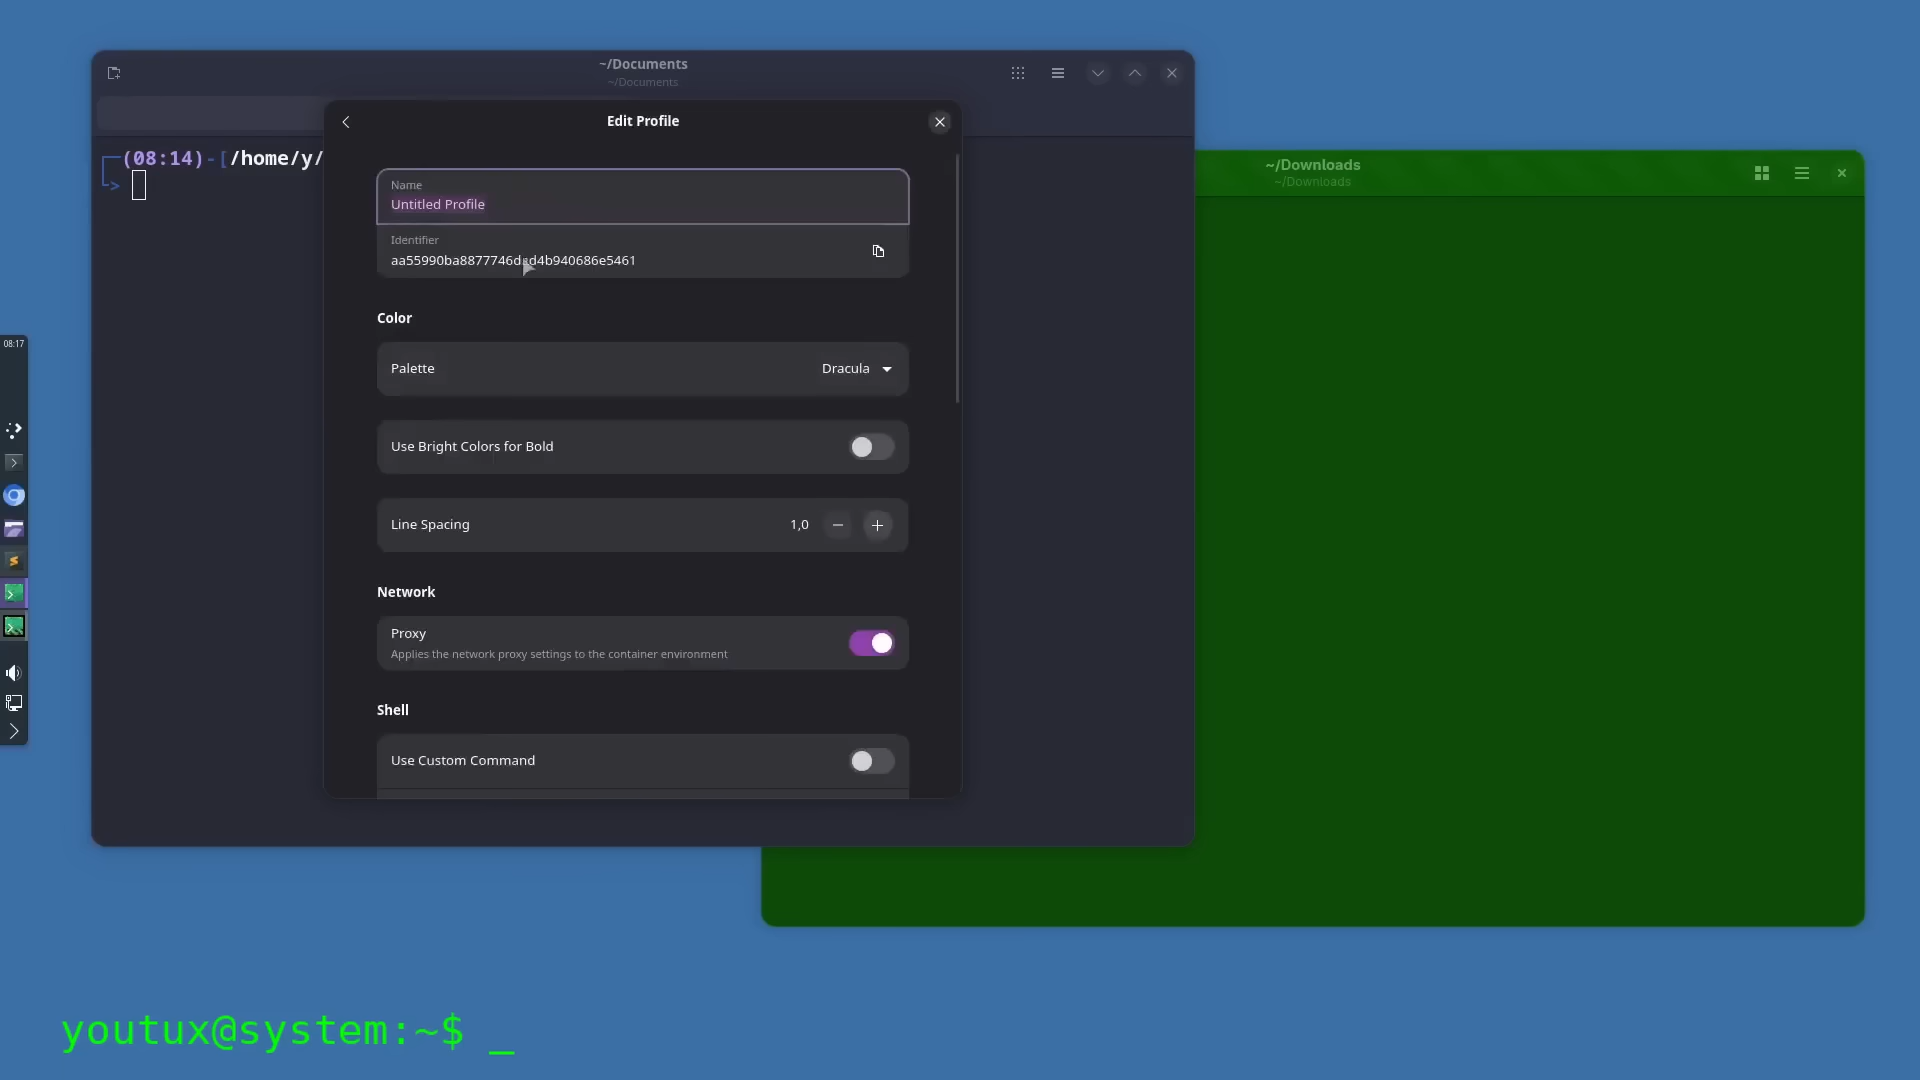 ~/Documents
~/Documents
Edit Profile
(08:14)-[/home/y/
->
Name
Untitled Profile
Identifier
Color
Palette
Dracula
Use Bright Colors for Bold
Line Spacing
1,0
Network
Proxy
Applies the network proxy settings to the container environment
Shell
Use Custom Command
~/Downloads
~/Downloads
08:17
youtux@system:~$ _